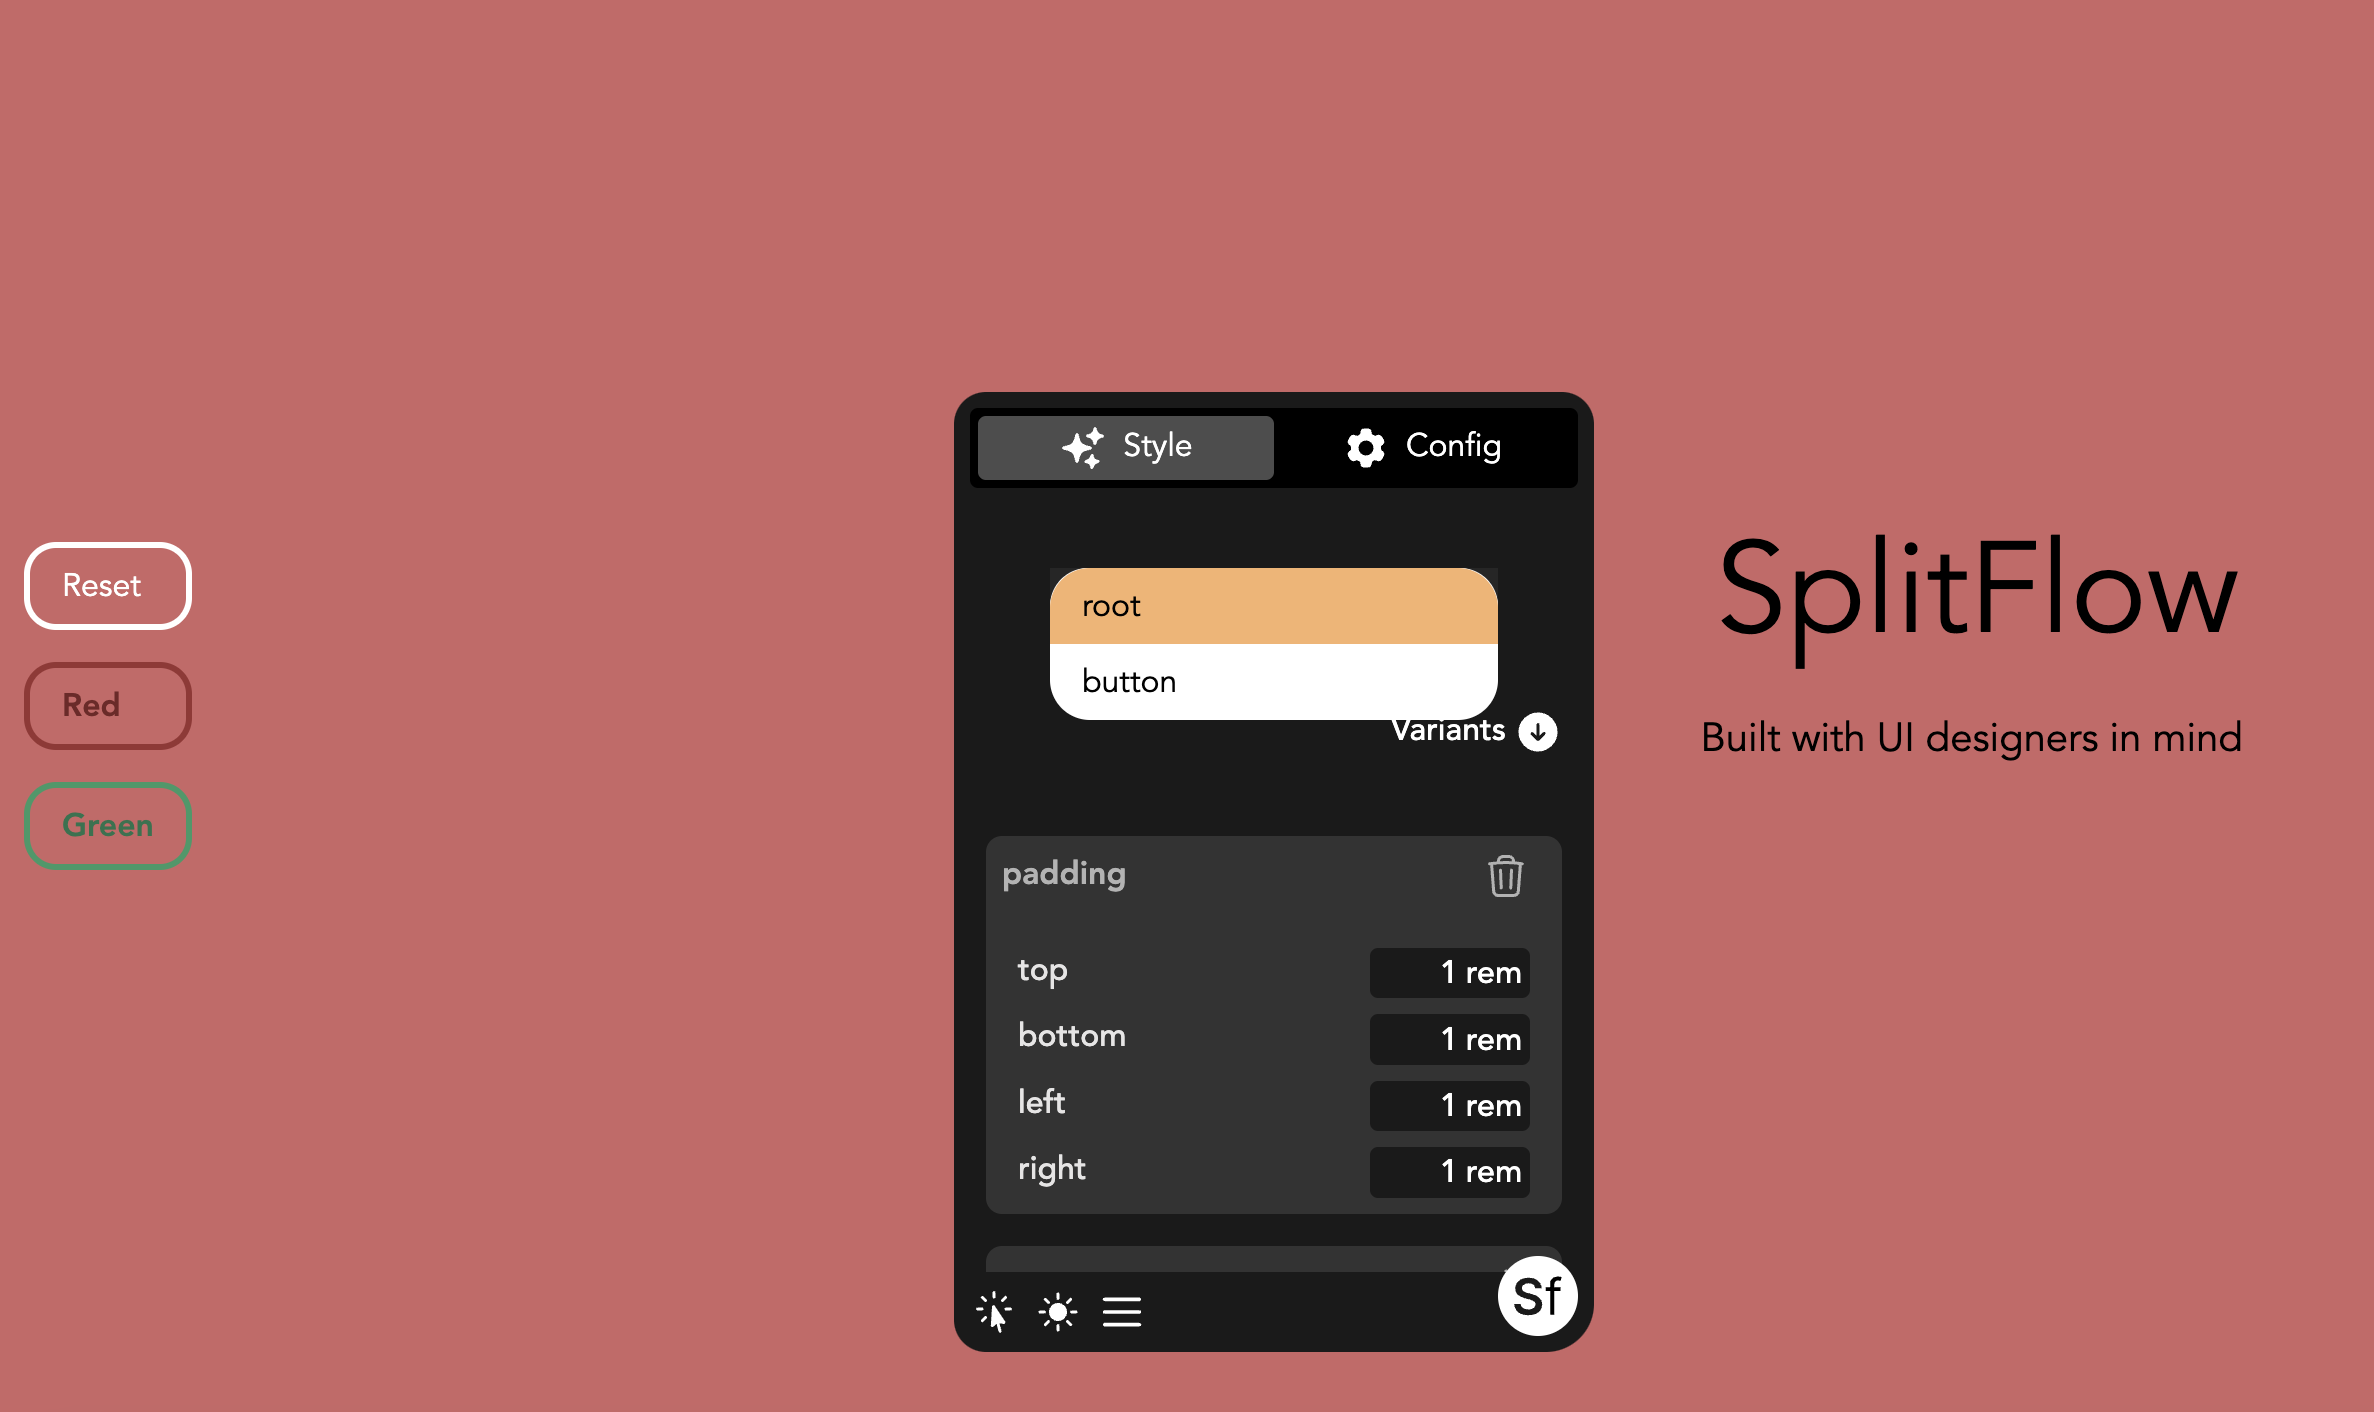 Reset
Red
Green
Style
Config
root
button
Variants
padding
top
1 rem
bottom
1 rem
left
1 rem
right
1 rem
Sf
SplitFlow
Built with UI designers in mind